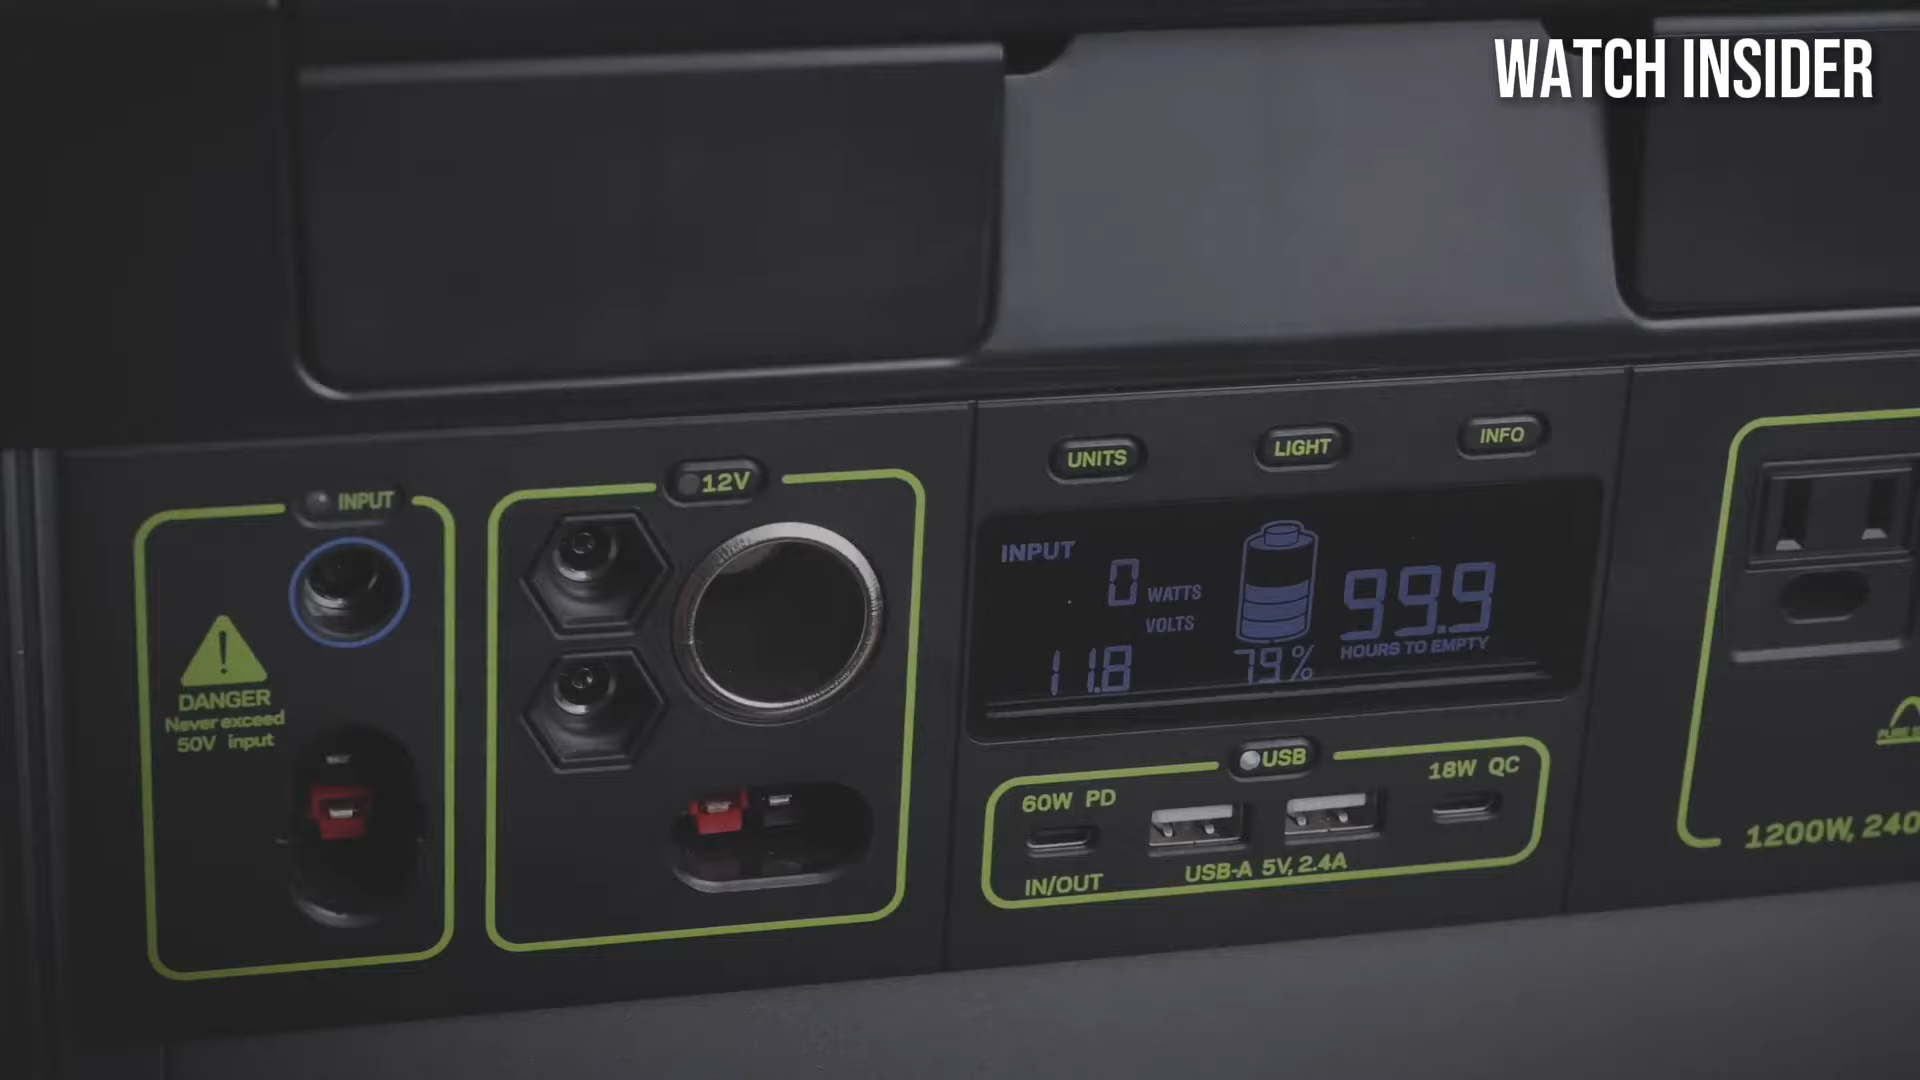 WATCH INSIDER
UNITS
LIGHT
INFO
INPUT
12V
INPUT
0 WATTS
VOLTS
11.8
79%
99.9
HOURS TO EMPTY
DANGER
Never exceed
50V input
USB
60W PD
18W QC
IN/OUT
USB-A 5V, 2.4A
1200W, 240